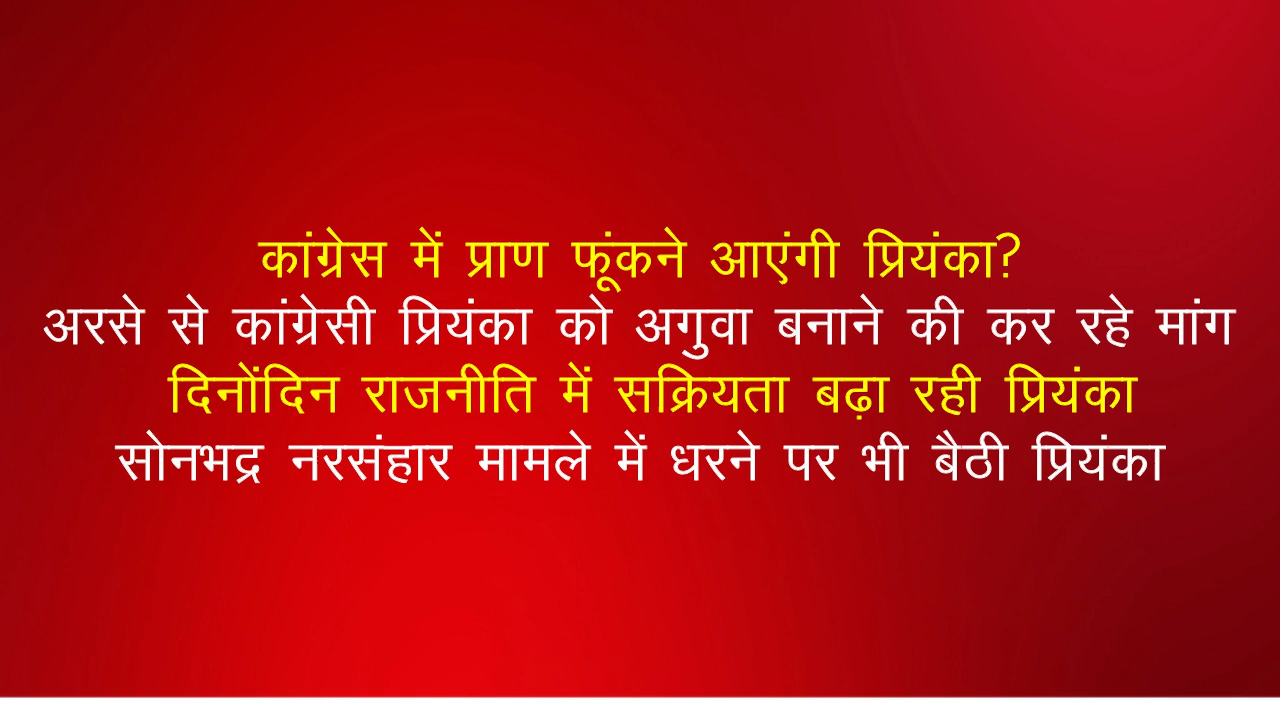 कांग्रेस में प्राण फूंकने आएंगी प्रियंका?
अरसे से कांग्रेसी प्रियंका को अगुवा बनाने की कर रहे मांग
दिनोंदिन राजनीति में सक्रियता बढ़ा रही प्रियंका
सोनभद्र नरसंहार मामले में धरने पर भी बैठी प्रियंका